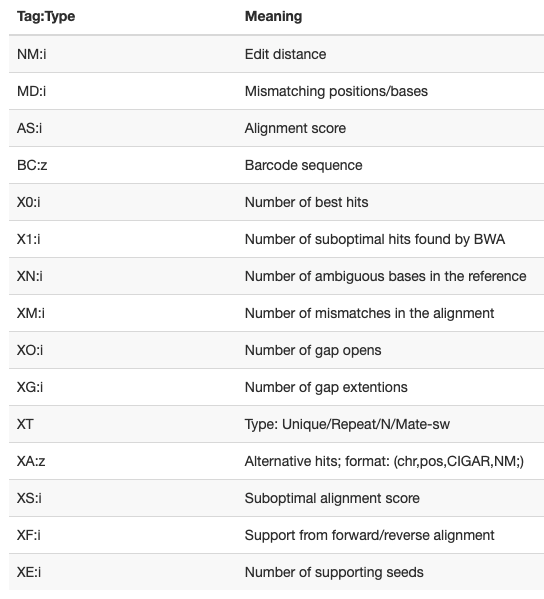 Tag:Type Meaning
NM:i Edit distance
MD:i Mismatching positions/bases
AS:i Alignment score
BC:z Barcode sequence
X0:i Number of best hits
X1:i Number of suboptimal hits found by BWA
XN:i Number of ambiguous bases in the reference
XM:i Number of mismatches in the alignment
XO:i Number of gap opens
XG:i Number of gap extentions
XT Type: Unique/Repeat/N/Mate-sw
XA:z Alternative hits; format: (chr,pos,CIGAR,NM;)
XS:i Suboptimal alignment score
XF:i Support from forward/reverse alignment
XE:i Number of supporting seeds